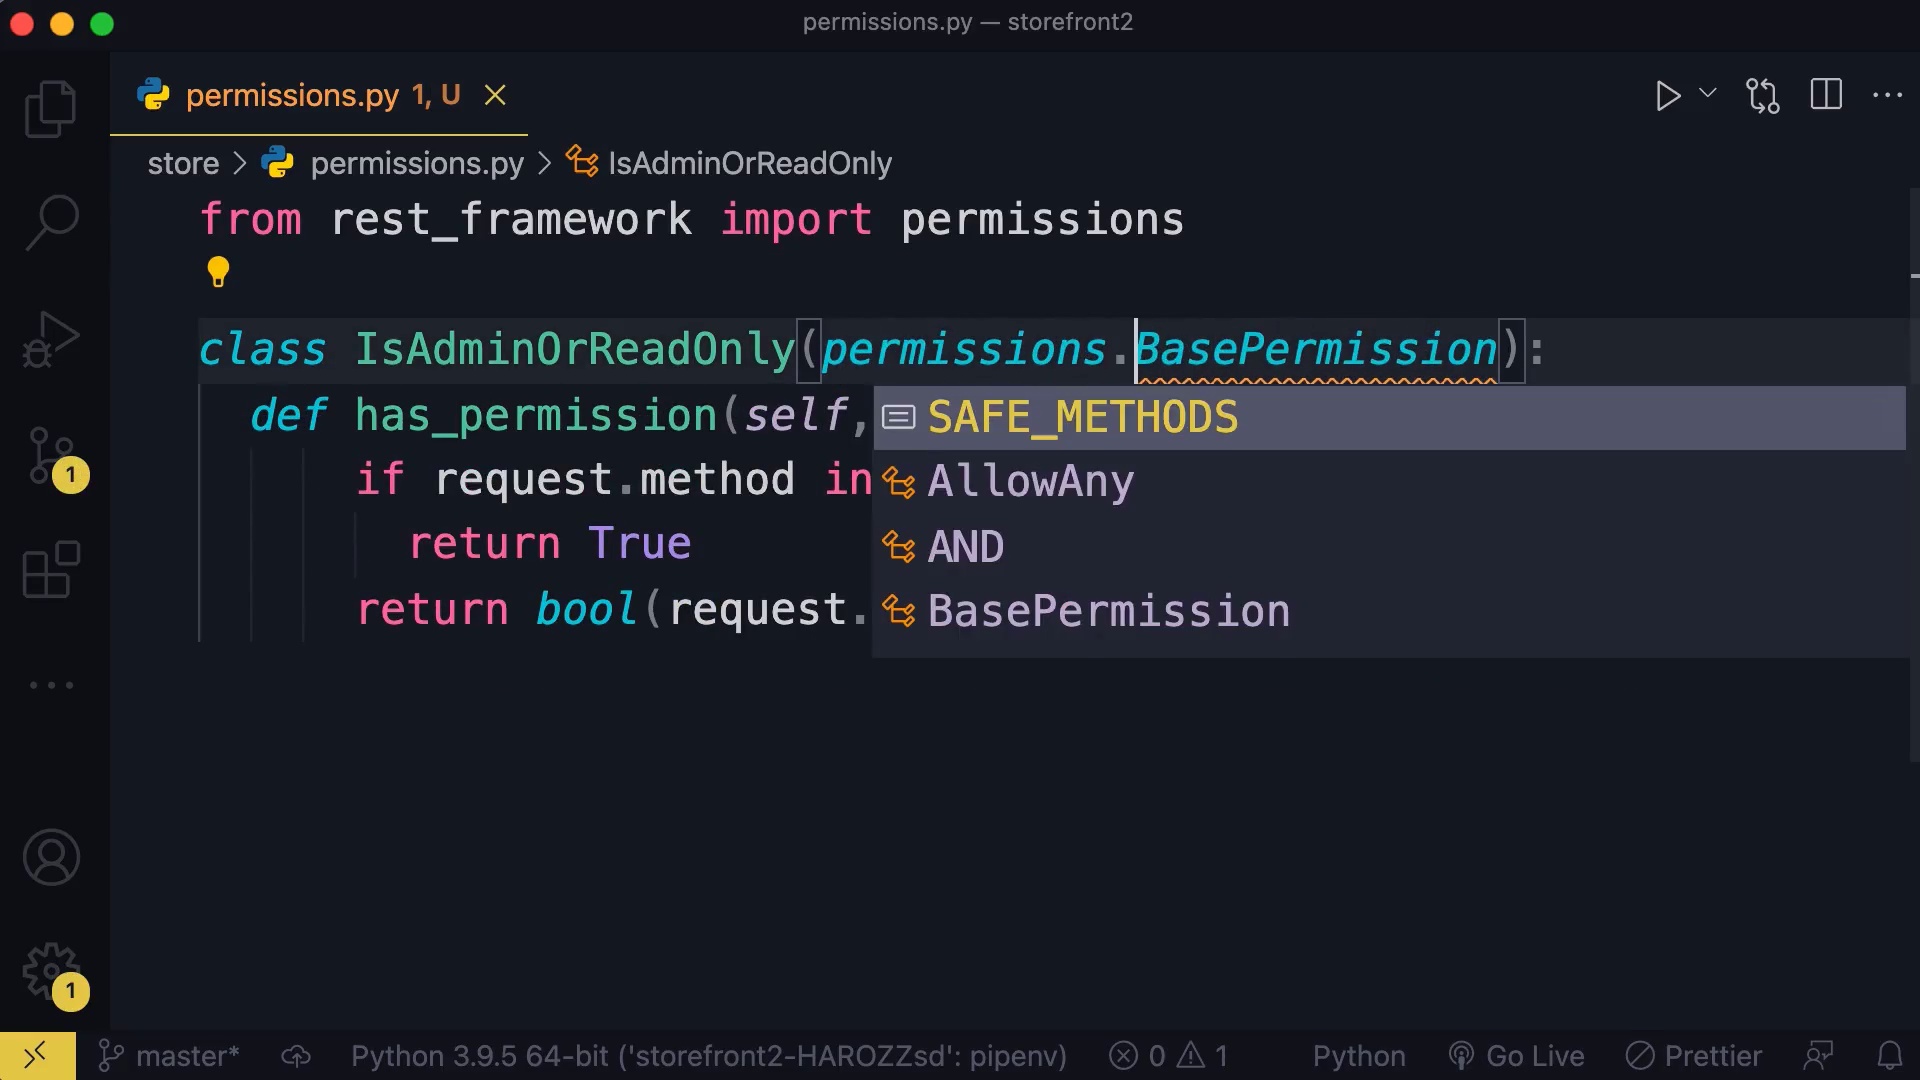 permissions.py — storefront2
permissions.py 1, U
store > permissions.py > IsAdminOrReadOnly
from rest_framework import permissions
class IsAdminOrReadOnly(permissions.BasePermission):
def has_permission(self,
if request.method in
return True
return bool(request.
SAFE_METHODS
AllowAny
AND
BasePermission
1
1
master* Python 3.9.5 64-bit ('storefront2-HAROZZsd': pipenv) 0 1 Python Go Live Prettier